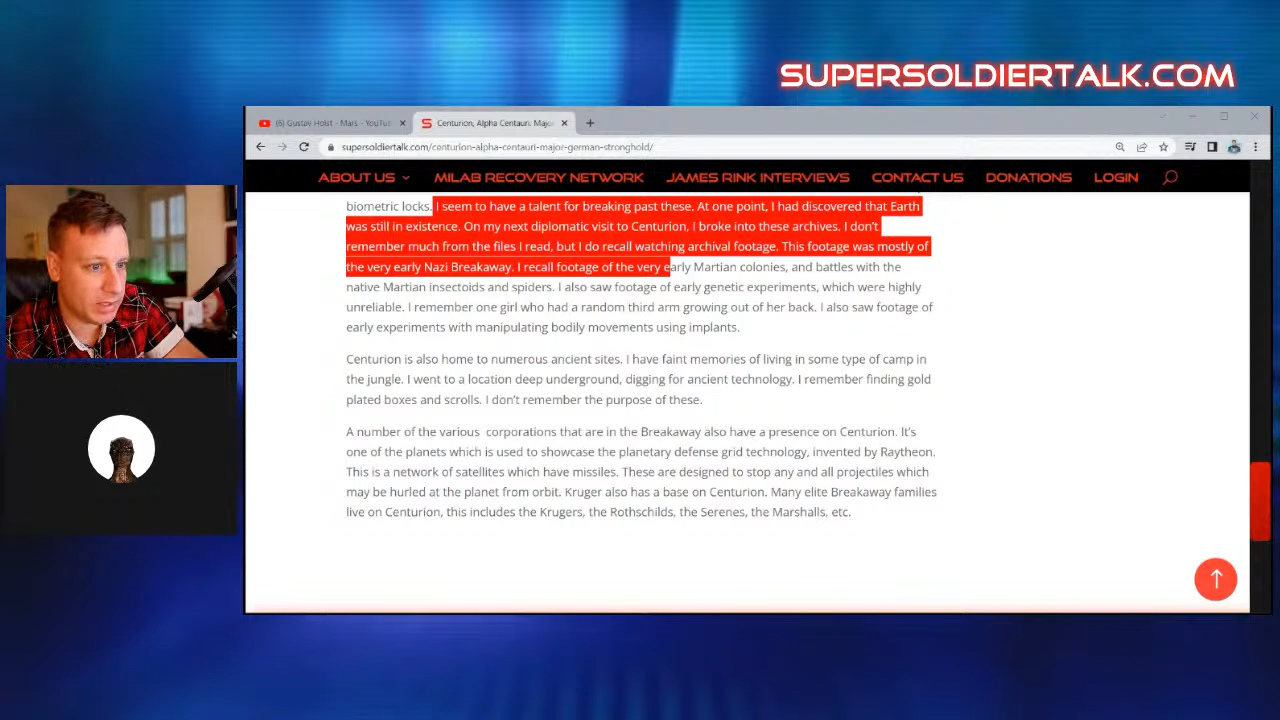 SUPERSOLDIERTALK.COM
(6) Gustav Holst - Mars - YouTu
Centurion, Alpha Centauri. Majo
supersoldiertalk.com/centurion-alpha-centauri-major-german-stronghold/
ABOUT US MILAB RECOVERY NETWORK JAMES RINK INTERVIEWS CONTACT US DONATIONS LOGIN
biometric locks. I seem to have a talent for breaking past these. At one point, I had discovered that Earth
was still in existence. On my next diplomatic visit to Centurion, I broke into these archives. I don't
remember much from the files I read, but I do recall watching archival footage. This footage was mostly of
the very early Nazi Breakaway. I recall footage of the very early Martian colonies, and battles with the
native Martian insectoids and spiders. I also saw footage of early genetic experiments, which were highly
unreliable. I remember one girl who had a random third arm growing out of her back. I also saw footage of
early experiments with manipulating bodily movements using implants.
Centurion is also home to numerous ancient sites. I have faint memories of living in some type of camp in
the jungle. I went to a location deep underground, digging for ancient technology. I remember finding gold
plated boxes and scrolls. I don't remember the purpose of these.
A number of the various corporations that are in the Breakaway also have a presence on Centurion. It's
one of the planets which is used to showcase the planetary defense grid technology, invented by Raytheon.
This is a network of satellites which have missiles. These are designed to stop any and all projectiles which
may be hurled at the planet from orbit. Kruger also has a base on Centurion. Many elite Breakaway families
live on Centurion, this includes the Krugers, the Rothschilds, the Serenes, the Marshalls, etc.